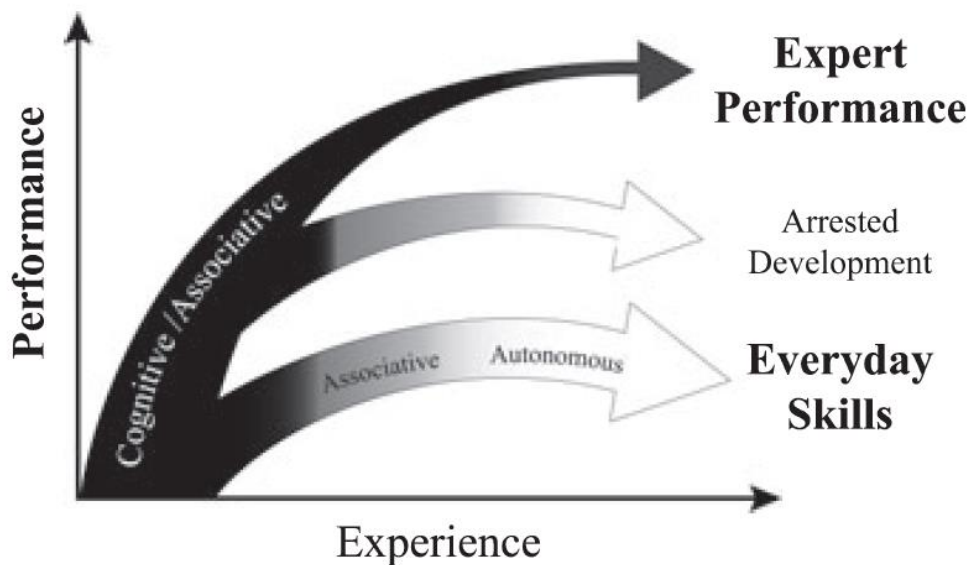 Performance
Cognitive /Associative
Expert
Performance
Arrested
Development
Associative
Autonomous
Everyday
Skills
Experience